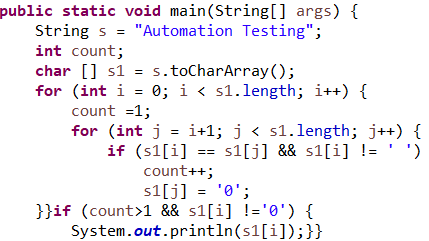 public static void main(String[] args) {
String s = "Automation Testing";
int count;
char [] s1 = s.toCharArray();
for (int i = 0; i < s1.length; i++) {
count =1;
for (int j = i+1; j < s1.length; j++) {
if (s1[i] == s1[j] && s1[i] != ' ')
count++;
s1[j] = '0';
}}if (count>1 && s1[i] !='0') {
System.out.println(s1[i]);}}